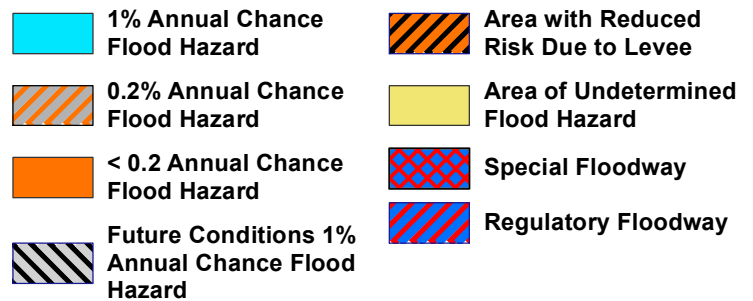 1% Annual Chance
Flood Hazard
0.2% Annual Chance
Flood Hazard
< 0.2 Annual Chance
Flood Hazard
Future Conditions 1%
Annual Chance Flood
Hazard
Area with Reduced
Risk Due to Levee
Area of Undetermined
Flood Hazard
Special Floodway
Regulatory Floodway